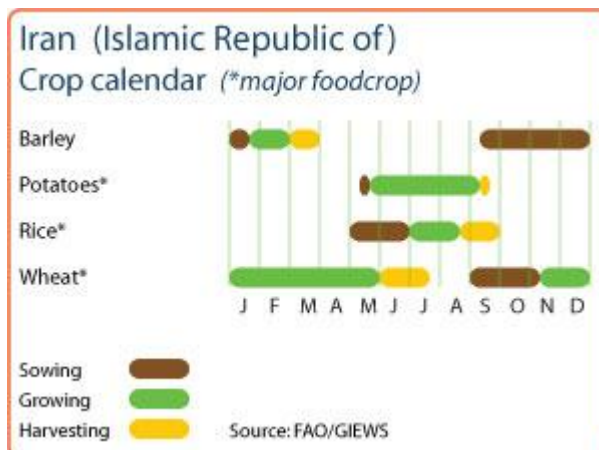 Iran (Islamic Republic of)
Crop calendar (*major foodcrop)
Barley
Potatoes*
Rice*
Wheat*
J F M A M J J A S O N D
Sowing
Growing
Harvesting
Source: FAO/GIEWS